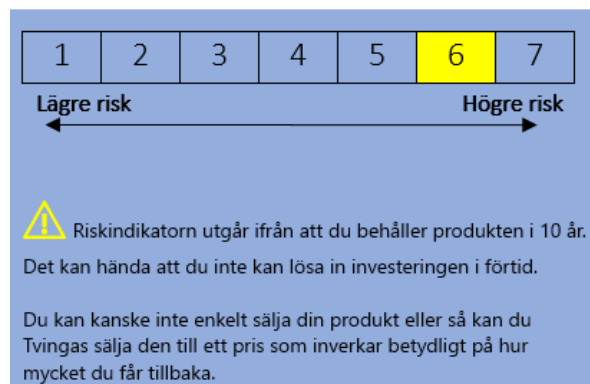 1 2 3 4 5 6 7
Lägre risk Högre risk
Riskindikatorn utgår ifrån att du behåller produkten i 10 år.
Det kan hända att du inte kan lösa in investeringen i förtid.
Du kan kanske inte enkelt sälja din produkt eller så kan du
Tvingas sälja den till ett pris som inverkar betydligt på hur
mycket du får tillbaka.